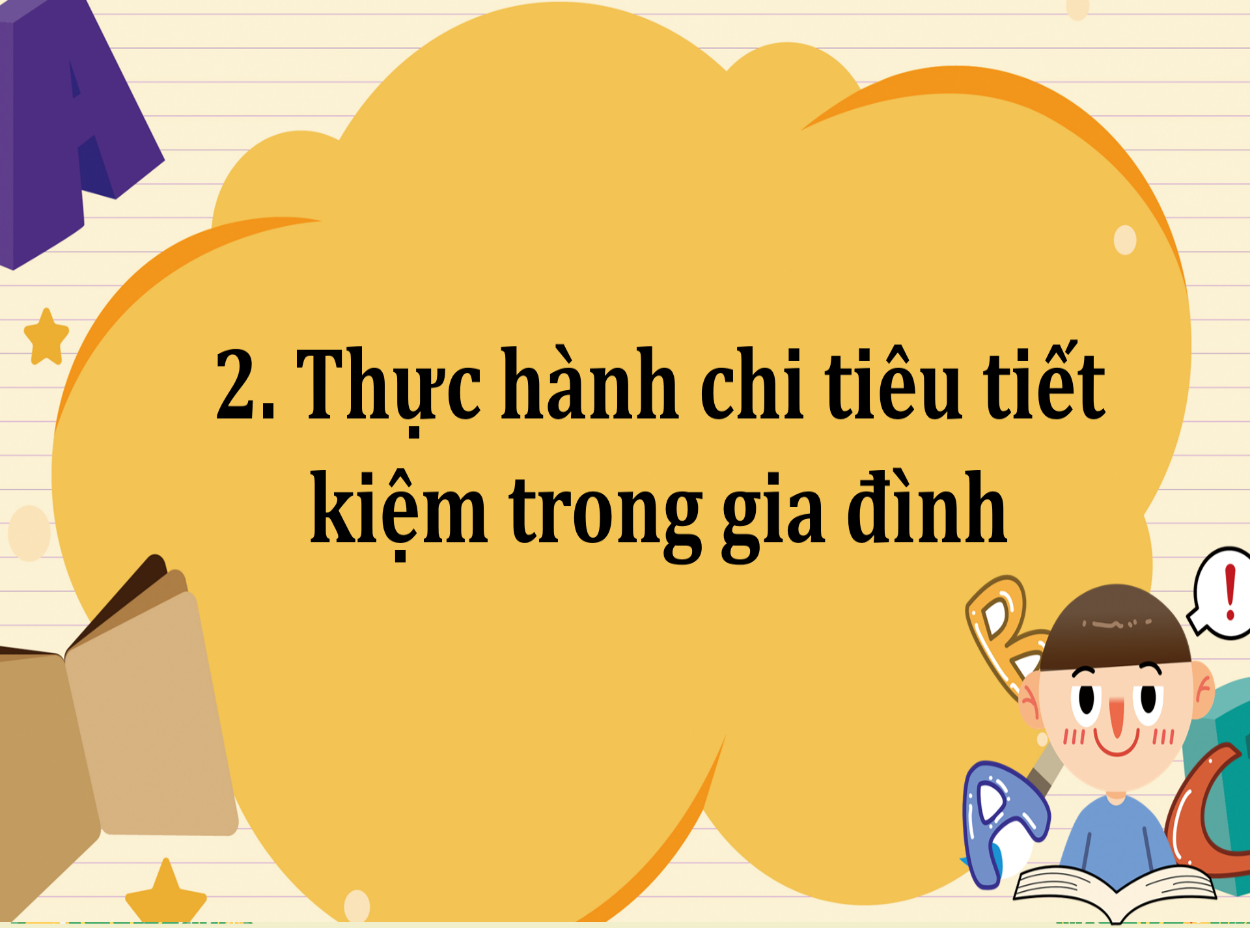 2. Thực hành chi tiêu tiết
kiệm trong gia đình
A
B
A
C
!